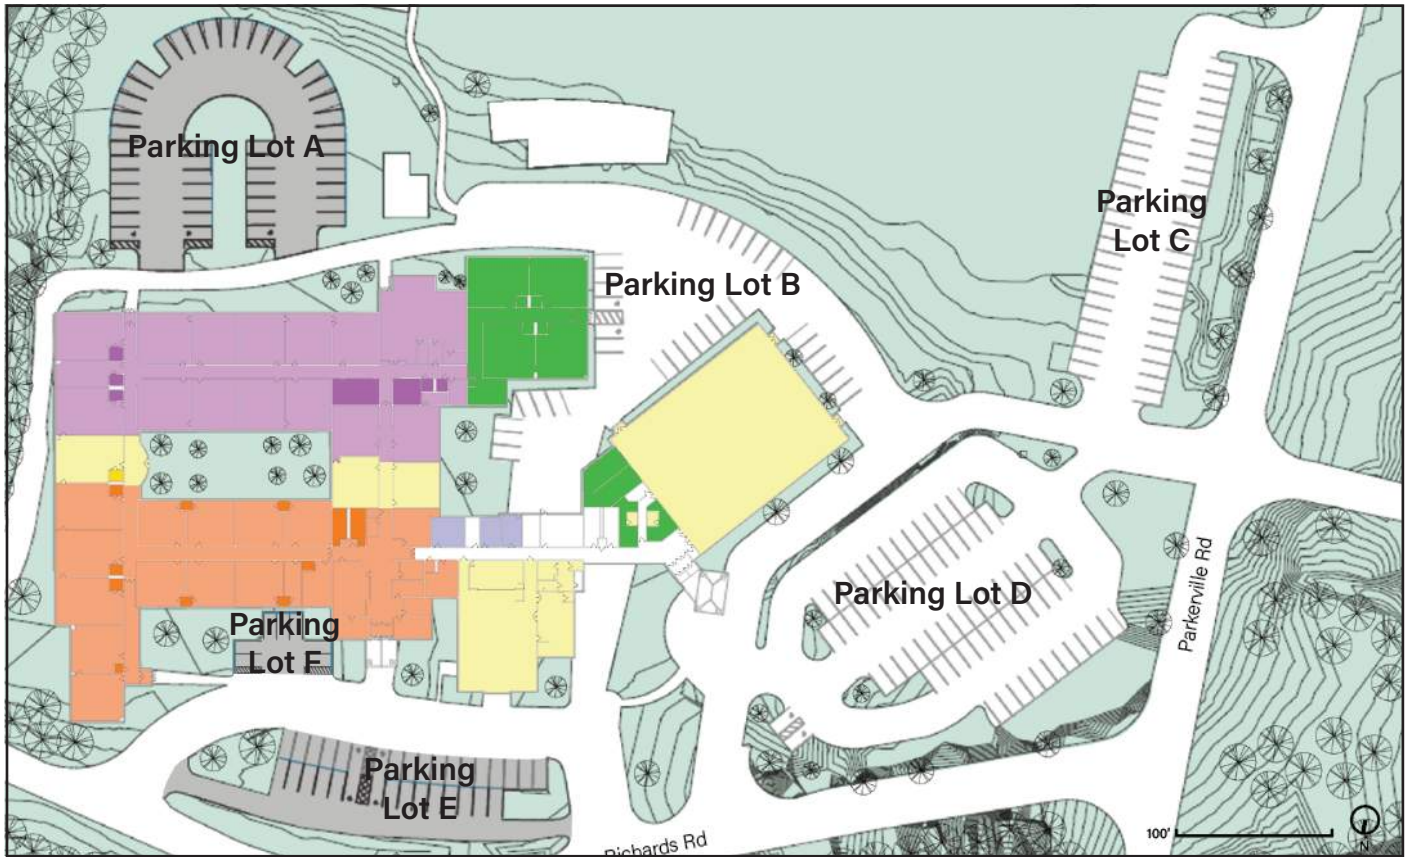 Parking Lot A
Parking
Lot C
Parking Lot B
Parking Lot D
Parkerville Rd
Parking
Lot F
Parking
Lot E
Richards Rd
100'
N